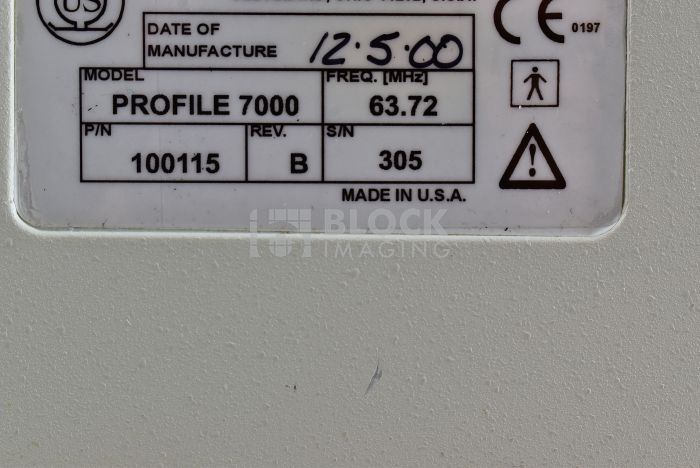 US
0197
DATE OF
MANUFACTURE 12·5·00
MODEL FREQ. [MHz]
PROFILE 7000 63.72
P/N REV. S/N
100115 B 305
MADE IN U.S.A.
BLOCK
IMAGING